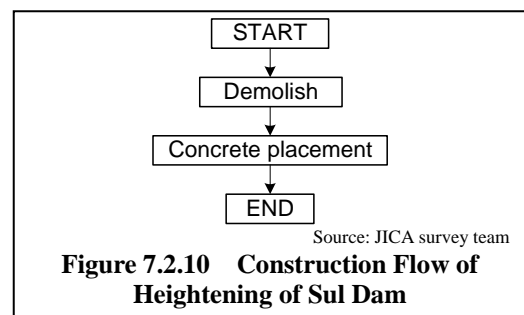 START
Demolish
Concrete placement
END
Source: JICA survey team
Figure 7.2.10 Construction Flow of
Heightening of Sul Dam